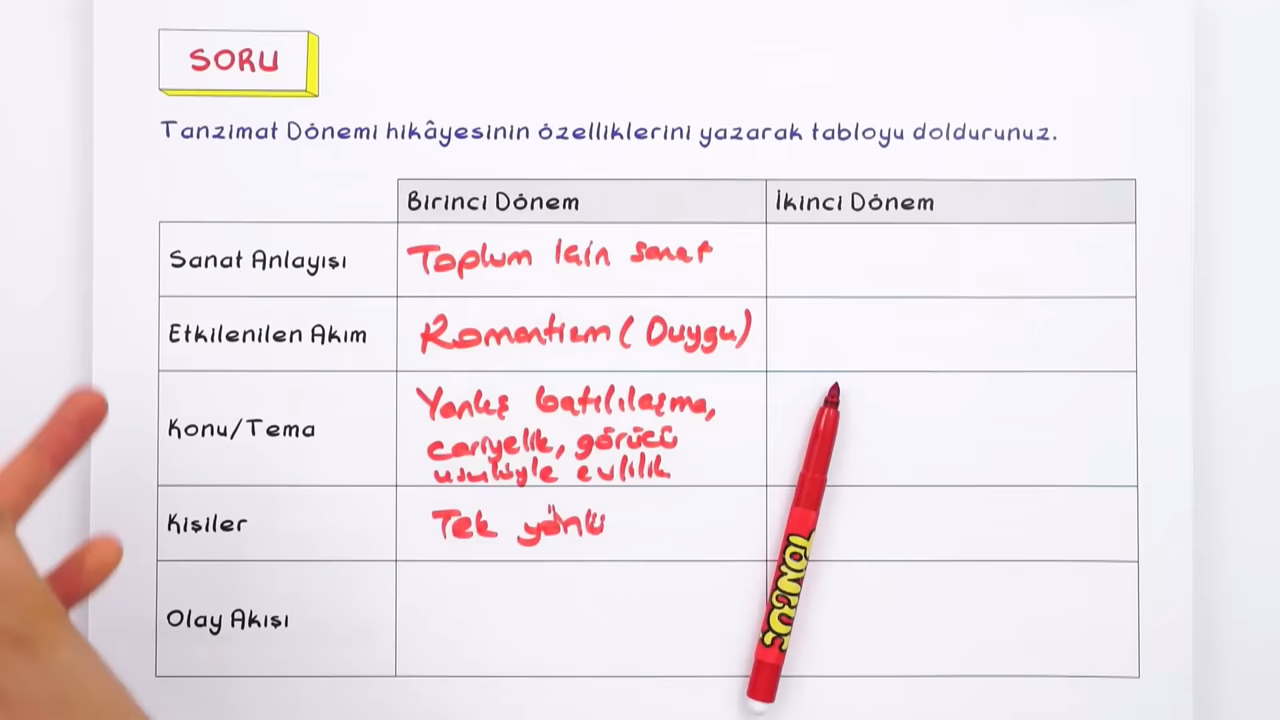 SORU
Tanzimat Dönemi hikâyesinin özelliklerini yazarak tabloyu doldurunuz.
Birinci Dönem İkinci Dönem
Sanat Anlayışı Toplum için sanat
Etkilenilen Akım Romantizm (Duygu)
Konu/Tema Yanlış batılılaşma,
cariyelik, görücü
usulüyle evlilik
Kişiler Tek yönlü
Olay Akışı
TONGUÇ